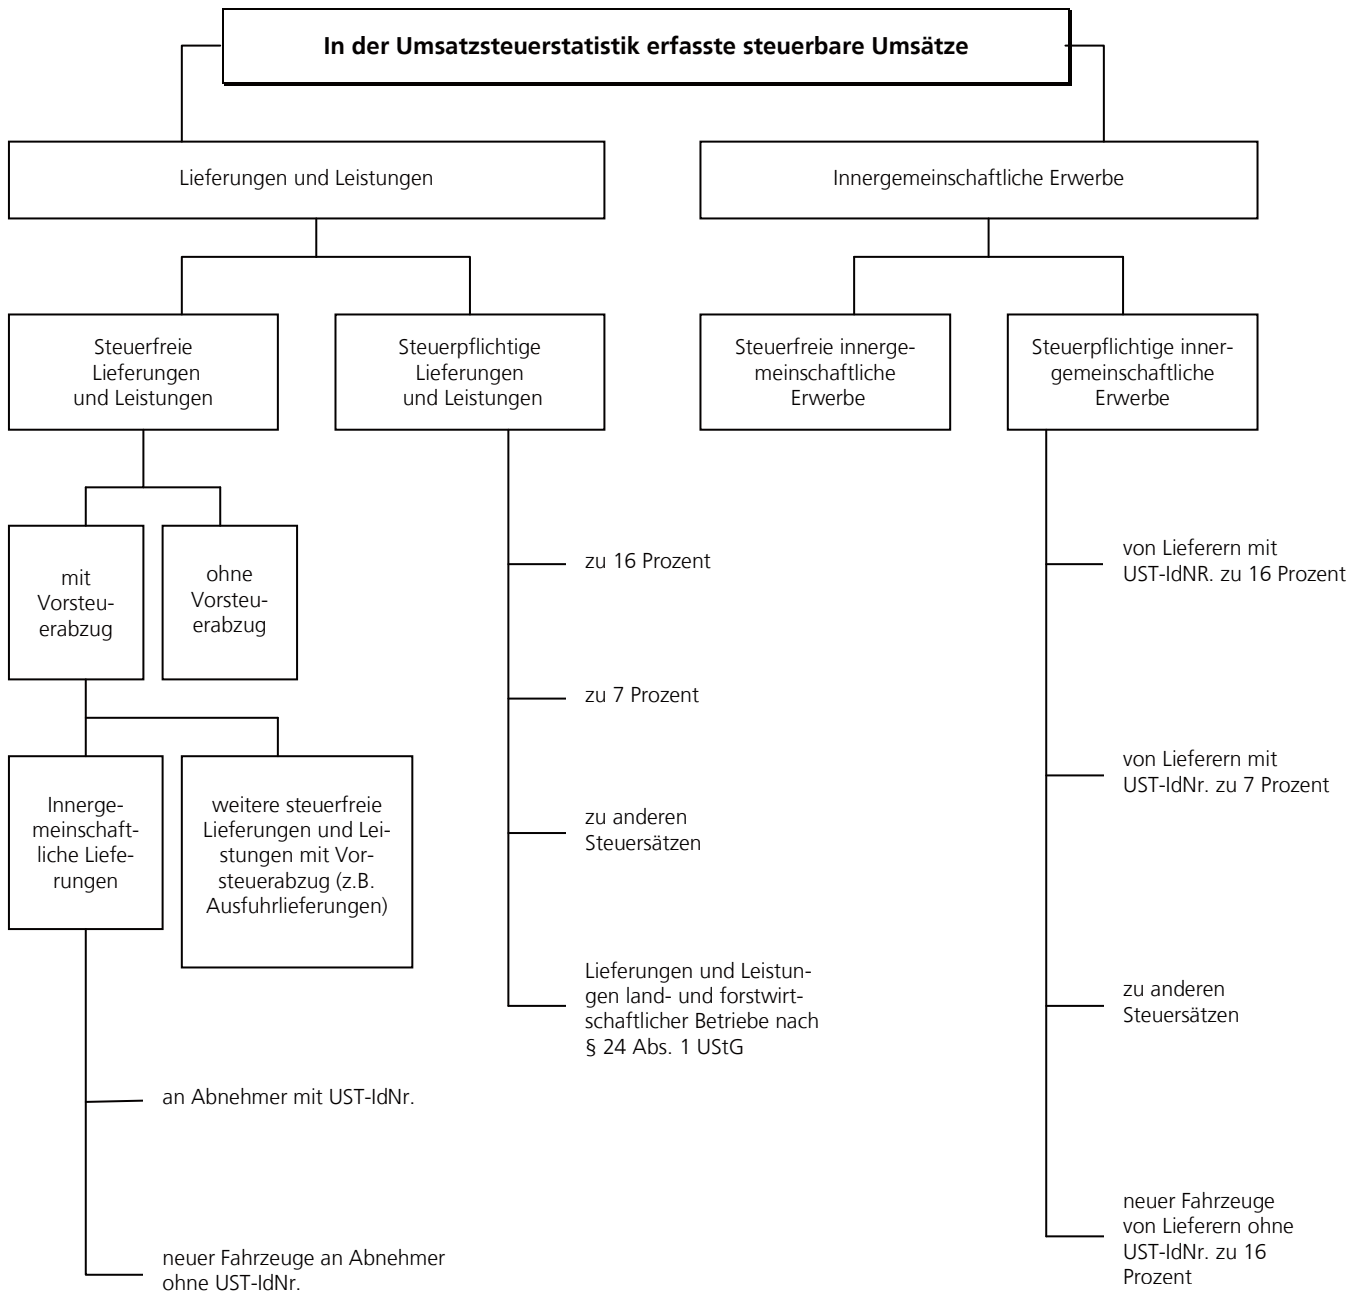 In der Umsatzsteuerstatistik erfasste steuerbare Umsätze
Lieferungen und Leistungen
Innergemeinschaftliche Erwerbe
Steuerfreie
Lieferungen
und Leistungen
Steuerpflichtige
Lieferungen
und Leistungen
Steuerfreie innerge-
meinschaftliche
Erwerbe
Steuerpflichtige inner-
gemeinschaftliche
Erwerbe
mit
Vorsteu-
erabzug
ohne
Vorsteu-
erabzug
zu 16 Prozent
von Lieferern mit
UST-IdNR. zu 16 Prozent
zu 7 Prozent
von Lieferern mit
UST-IdNr. zu 7 Prozent
Innerge-
meinschaft-
liche Liefe-
rungen
weitere steuerfreie
Lieferungen und Lei-
stungen mit Vor-
steuerabzug (z.B.
Ausfuhrlieferungen)
zu anderen
Steuersätzen
Lieferungen und Leistun-
gen land- und forstwirt-
schaftlicher Betriebe nach
§ 24 Abs. 1 UStG
zu anderen
Steuersätzen
an Abnehmer mit UST-IdNr.
neuer Fahrzeuge an Abnehmer
ohne UST-IdNr.
neuer Fahrzeuge
von Lieferern ohne
UST-IdNr. zu 16
Prozent